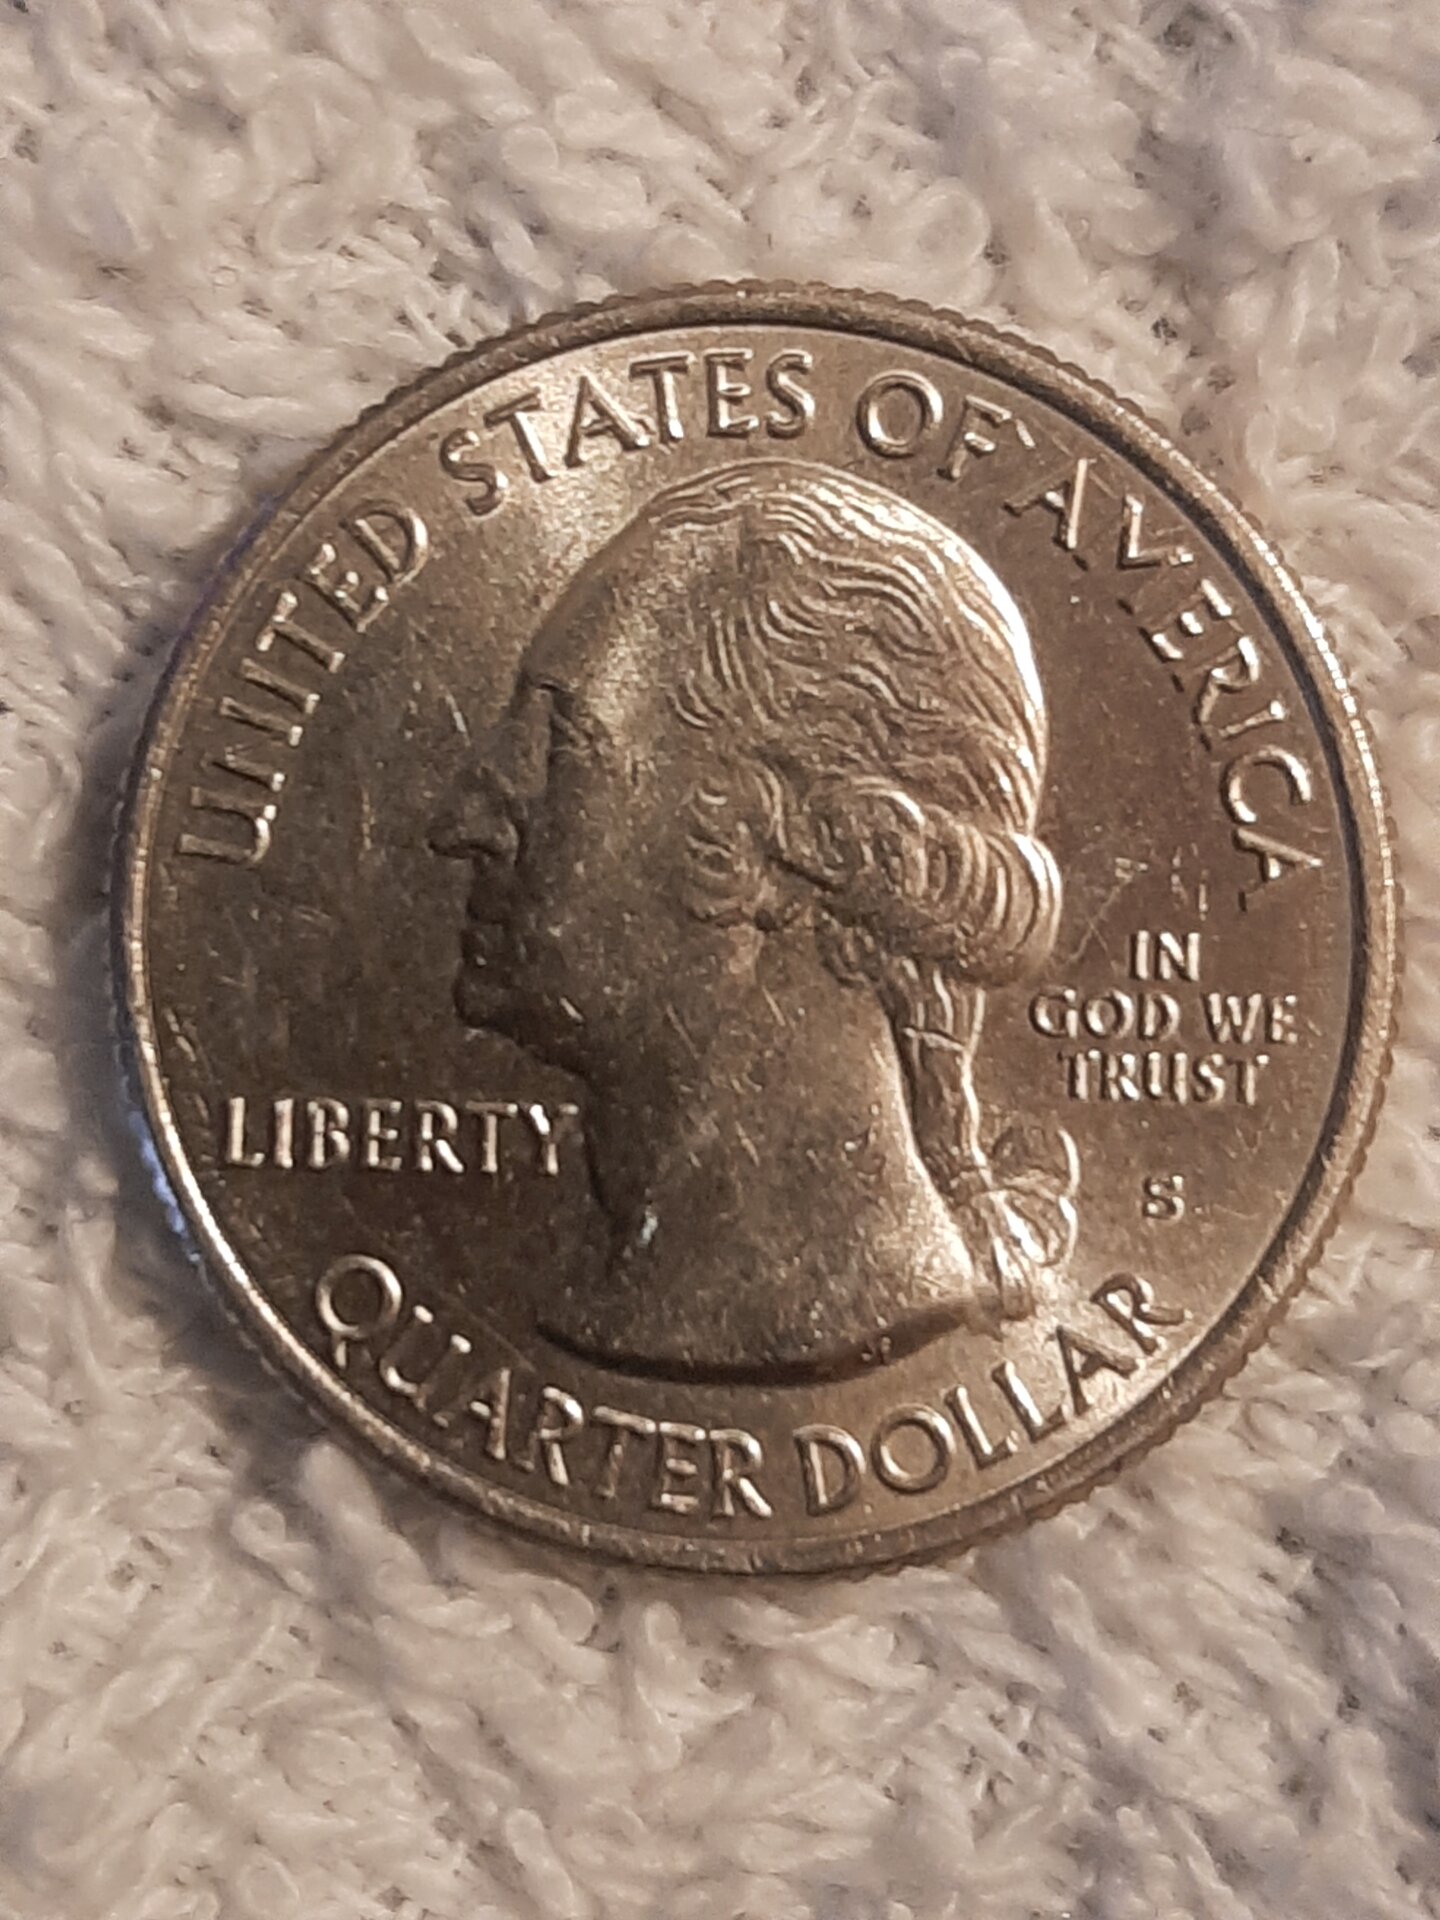 UNITED STATES OF AMERICA
IN
GOD WE
TRUST
LIBERTY
S
QUARTER DOLLAR